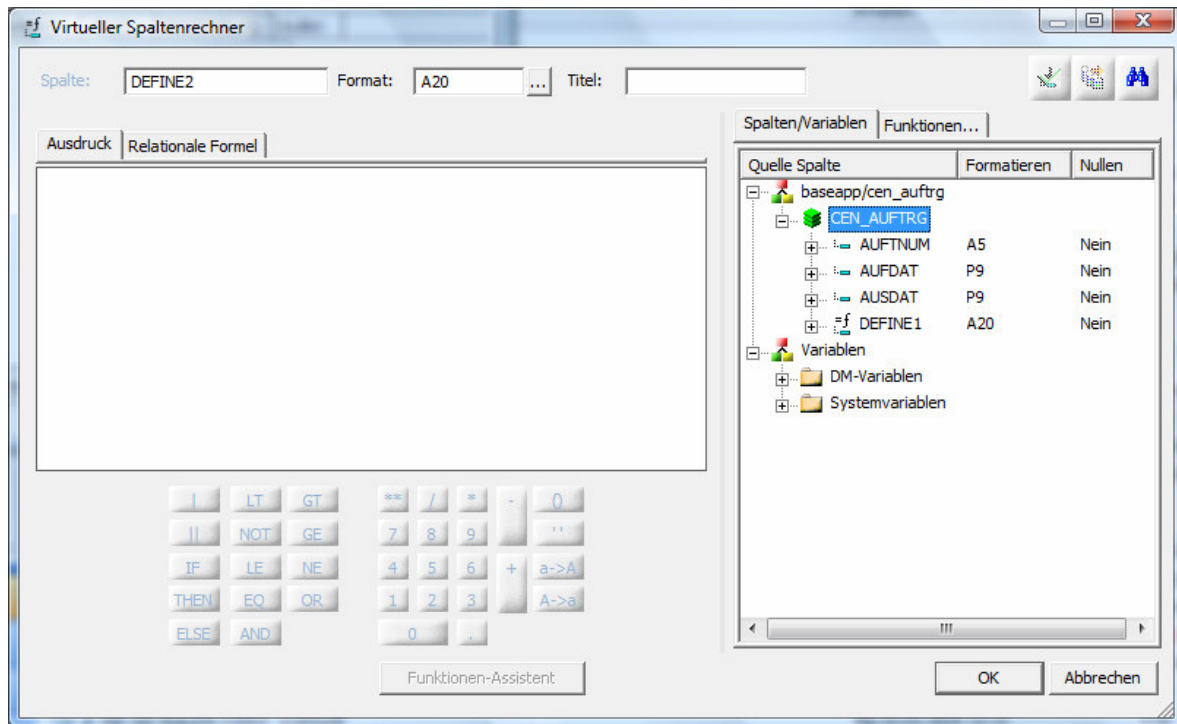 Virtueller Spaltenrechner
Spalte: DEFINE2 Format: A20 ... Titel:
Ausdruck Relationale Formel
Spalten/Variablen Funktionen...
Quelle Spalte Formatieren Nullen
baseapp/cen_auftrg
CEN_AUFTRG
AUFTNUM A5 Nein
AUFDAT P9 Nein
AUSDAT P9 Nein
DEFINE1 A20 Nein
Variablen
DM-Variablen
Systemvariablen
| LT GT ** / * - ()
|| NOT GE 7 8 9 ' '
IF LE NE 4 5 6 + a->A
THEN EQ OR 1 2 3 A->a
ELSE AND 0 .
Funktionen-Assistent
OK Abbrechen